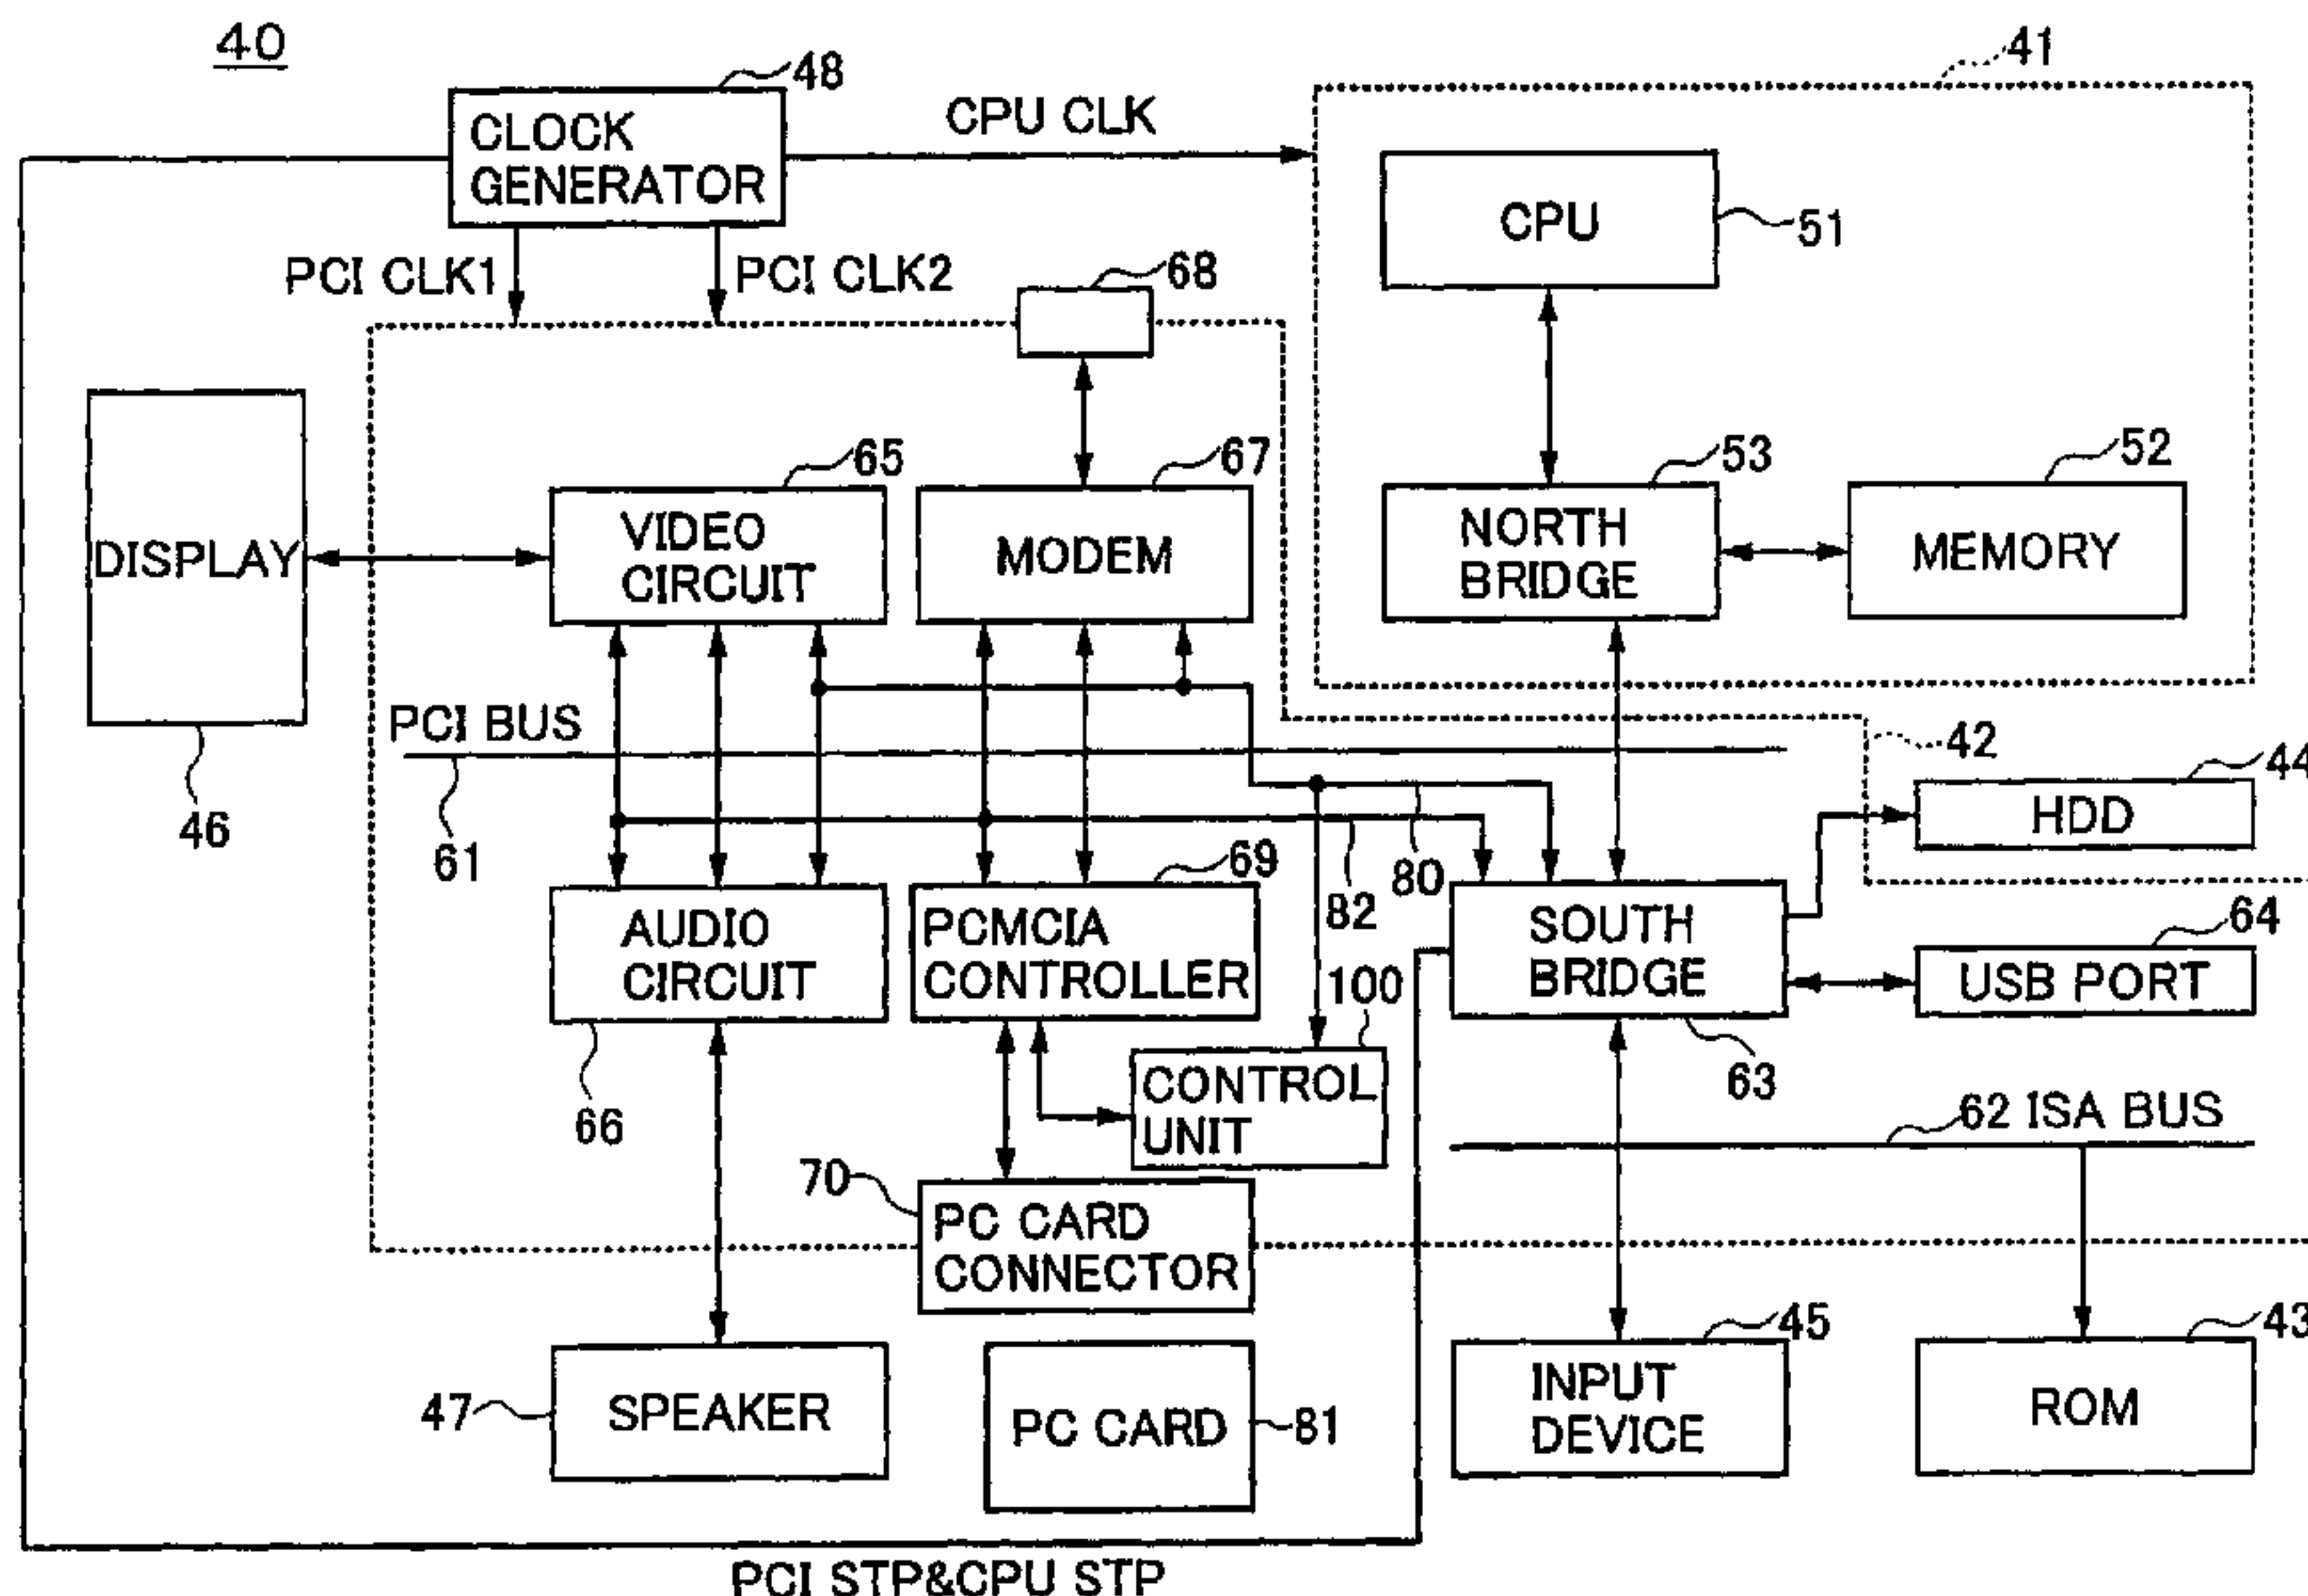 40
48
41
CLOCK
GENERATOR
CPU CLK
CPU
51
PCI CLK1
PCI CLK2
68
65
67
53
52
DISPLAY
VIDEO
CIRCUIT
MODEM
NORTH
BRIDGE
MEMORY
PCI BUS
42
44
HDD
46
61
69
82
80
64
AUDIO
CIRCUIT
PCMCIA
CONTROLLER
100
SOUTH
BRIDGE
USB PORT
66
CONTROL
UNIT
63
62 ISA BUS
70
PC CARD
CONNECTOR
45
43
47
SPEAKER
PC CARD
81
INPUT
DEVICE
ROM
PCI STP&CPU STP